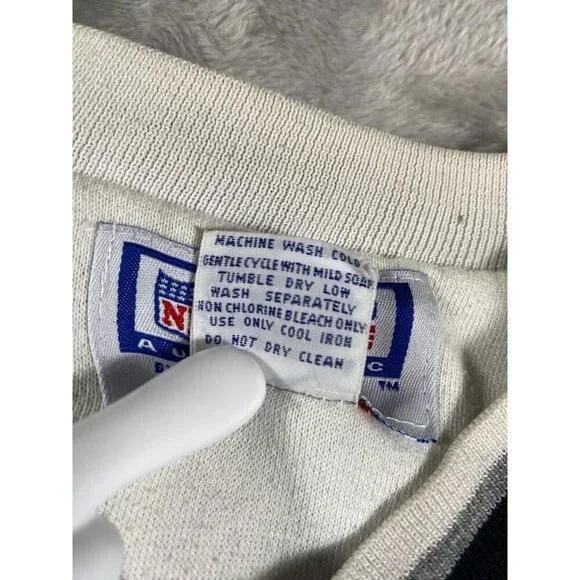 MACHINE WASH COLD
GENTLE CYCLE WITH MILD SOAP
TUMBLE DRY LOW
WASH SEPARATELY
NON CHLORINE BLEACH ONLY
USE ONLY COOL IRON
DO NOT DRY CLEAN
™